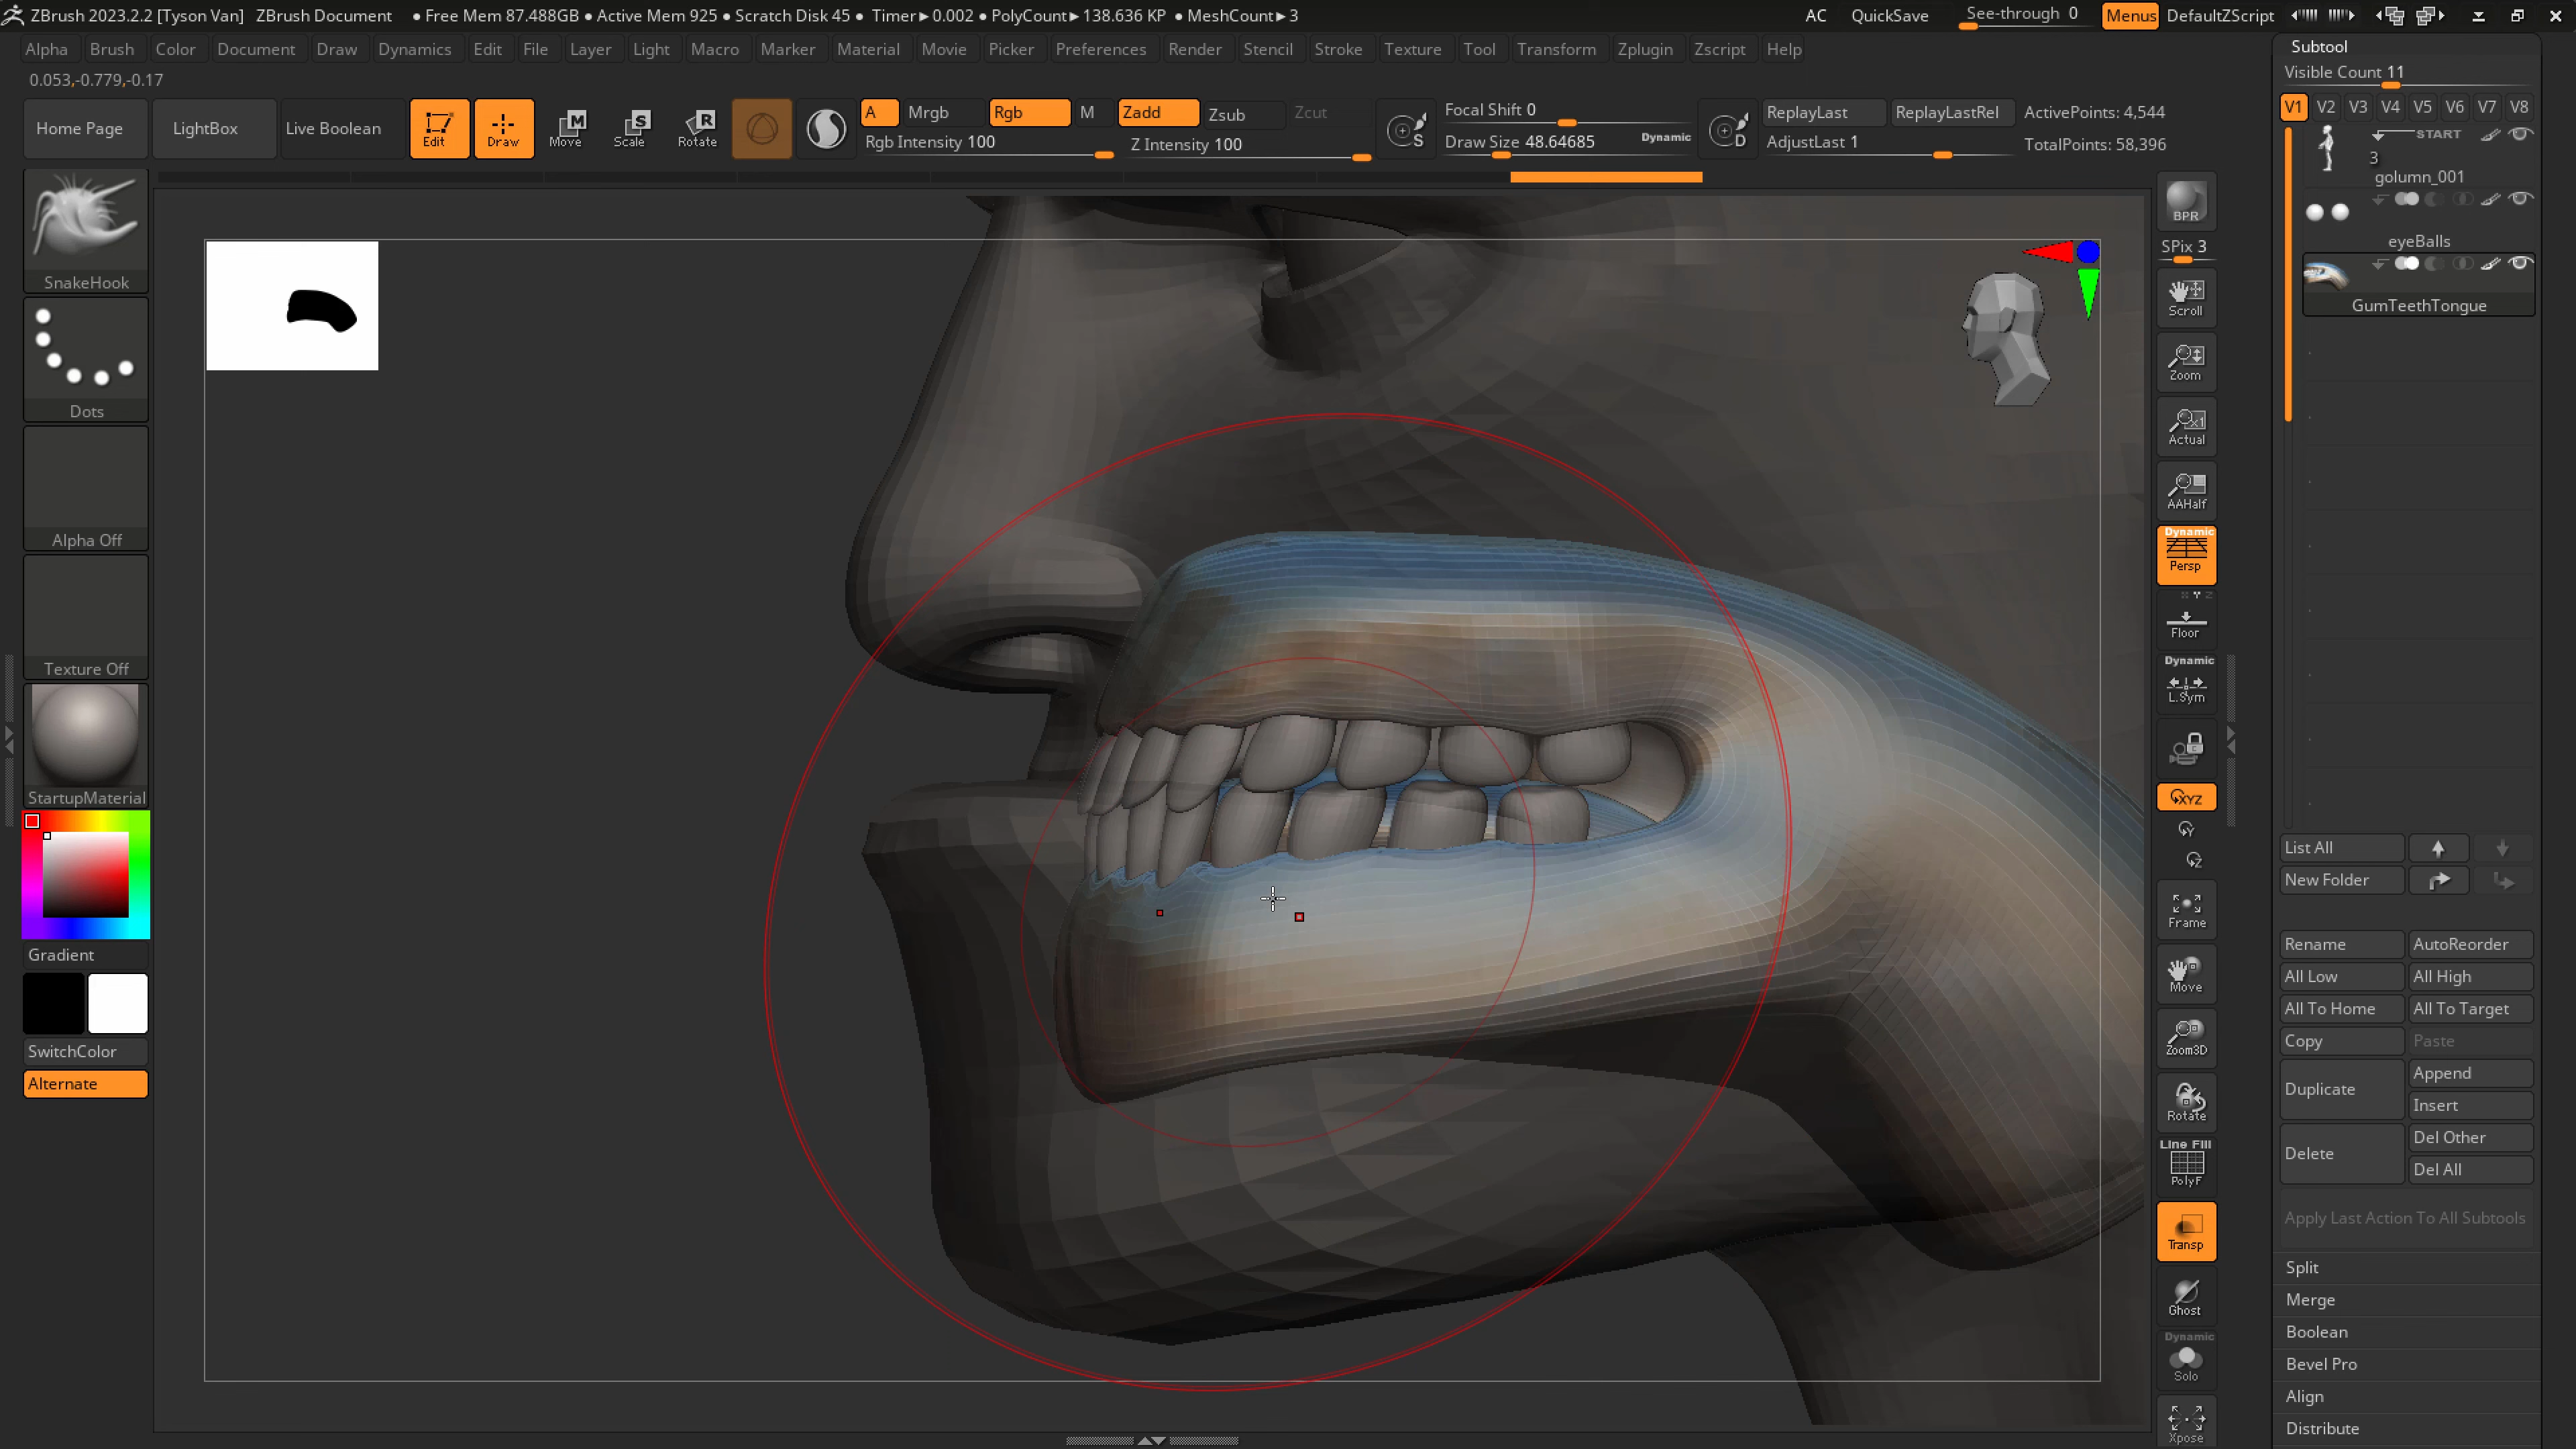 ZBrush 2023.2.2 [Tyson Van] ZBrush Document ● Free Mem 87.488GB ● Active Mem 925 ● Scratch Disk 45 ● Timer►0.002 ● PolyCount►138.636 KP ● MeshCount►3 AC QuickSave See-through 0 Menus DefaultZScript
Alpha Brush Color Document Draw Dynamics Edit File Layer Light Macro Marker Material Movie Picker Preferences Render Stencil Stroke Texture Tool Transform Zplugin Zscript Help
0.053,-0.779,-0.17
Home Page
LightBox
Live Boolean
Edit
Draw
Move
Scale
Rotate
A Mrgb Rgb M Zadd Zsub Zcut
Rgb Intensity 100
Z Intensity 100
S
Focal Shift 0
Draw Size 48.64685
Dynamic
D
ReplayLast ReplayLastRel
AdjustLast 1
ActivePoints: 4,544
TotalPoints: 58,396
SnakeHook
Dots
Alpha Off
Texture Off
StartupMaterial
Gradient
SwitchColor
Alternate
BPR
SPix 3
Scroll
Zoom
Actual
AAHalf
Dynamic
Persp
Floor
Dynamic
L.Sym
XYZ
Y
Z
Frame
Move
Zoom3D
Rotate
Line Fill
PolyF
Transp
Ghost
Dynamic
Solo
Xpose
Subtool
Visible Count 11
V1 V2 V3 V4 V5 V6 V7 V8
START
3
golumn_001
eyeBalls
GumTeethTongue
List All
New Folder
Rename AutoReorder
All Low All High
All To Home All To Target
Copy Paste
Duplicate Append
Insert
Delete Del Other
Del All
Apply Last Action To All Subtools
Split
Merge
Boolean
Bevel Pro
Align
Distribute